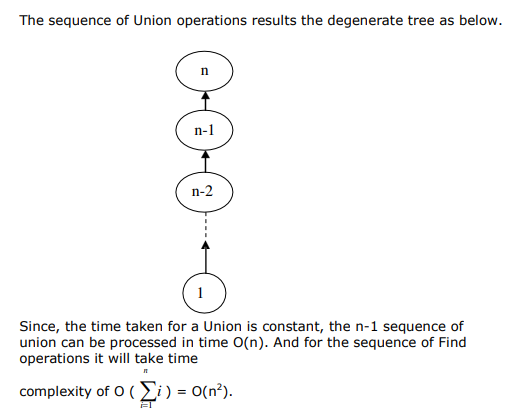 The sequence of Union operations results the degenerate tree as below.
n
n-1
n-2
1
Since, the time taken for a Union is constant, the n-1 sequence of
union can be processed in time O(n). And for the sequence of Find
operations it will take time
complexity of O ( n ∑ i=1 i ) = O(n²).